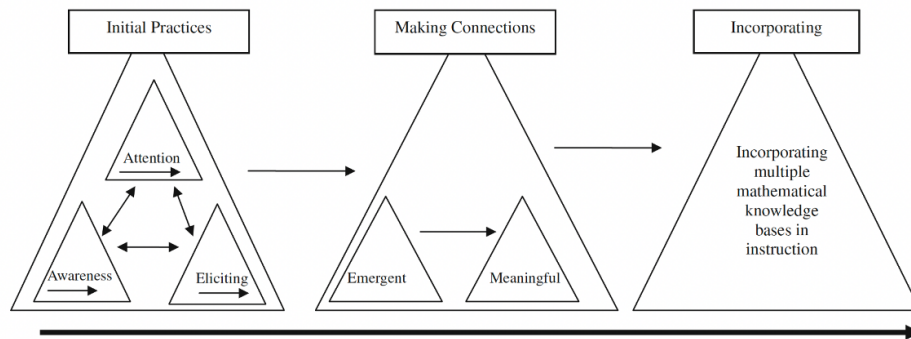 Initial Practices
Making Connections
Incorporating
Attention
Awareness
Eliciting
Emergent
Meaningful
Incorporating
multiple
mathematical
knowledge
bases in
instruction